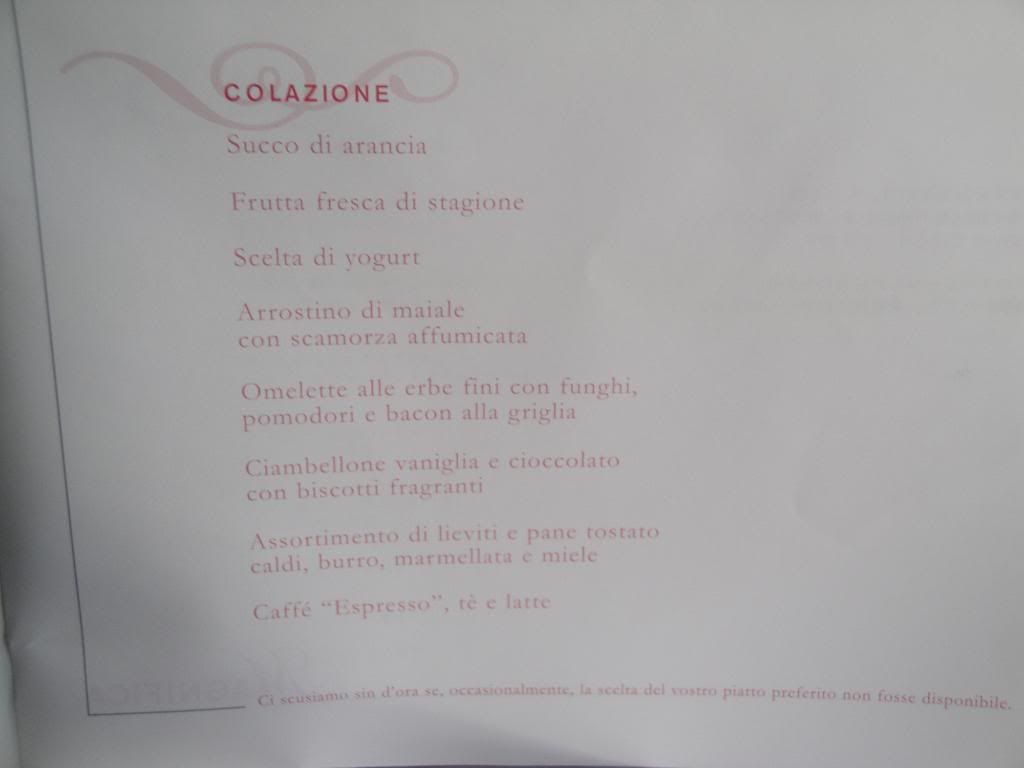 COLAZIONE
Succo di arancia
Frutta fresca di stagione
Scelta di yogurt
Arrostino di maiale
con scamorza affumicata
Omelette alle erbe fini con funghi,
pomodori e bacon alla griglia
Ciambellone vaniglia e cioccolato
con biscotti fragranti
Assortimento di lieviti e pane tostato
caldi, burro, marmellata e miele
Caffé “Espresso”, tè e latte
Ci scusiamo sin d'ora se, occasionalmente, la scelta del vostro piatto preferito non fosse disponibile.